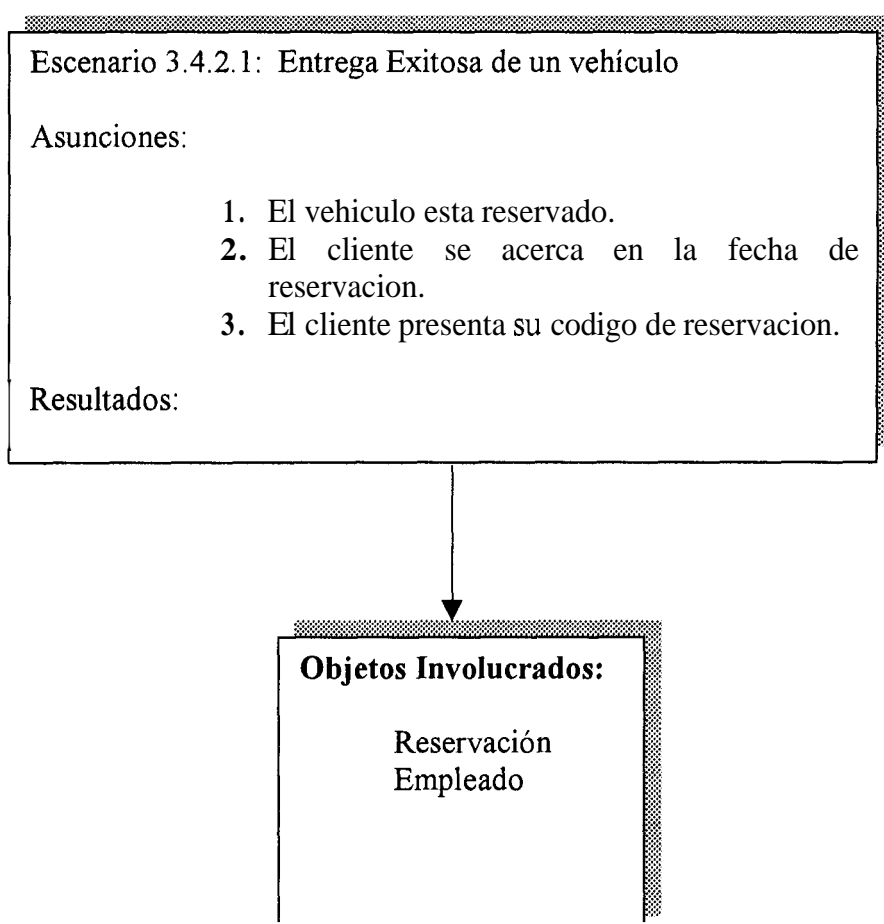 Escenario 3.4.2.1: Entrega Exitosa de un vehículo
Asunciones:
1. El vehiculo esta reservado.
2. El cliente se acerca en la fecha de
reservacion.
3. El cliente presenta su codigo de reservacion.
Resultados:
Objetos Involucrados:
Reservación
Empleado